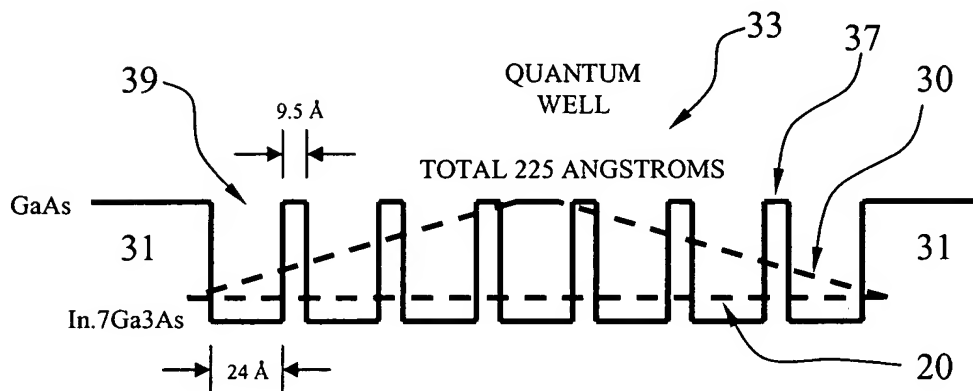 33
37
39
QUANTUM
WELL
30
9.5 Å
TOTAL 225 ANGSTROMS
GaAs
31
31
In.7Ga3As
24 Å
20